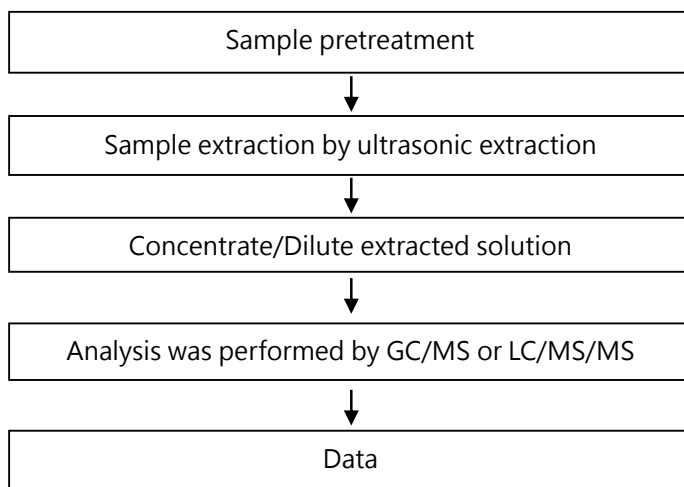 Sample pretreatment
Sample extraction by ultrasonic extraction
Concentrate/Dilute extracted solution
Analysis was performed by GC/MS or LC/MS/MS
Data